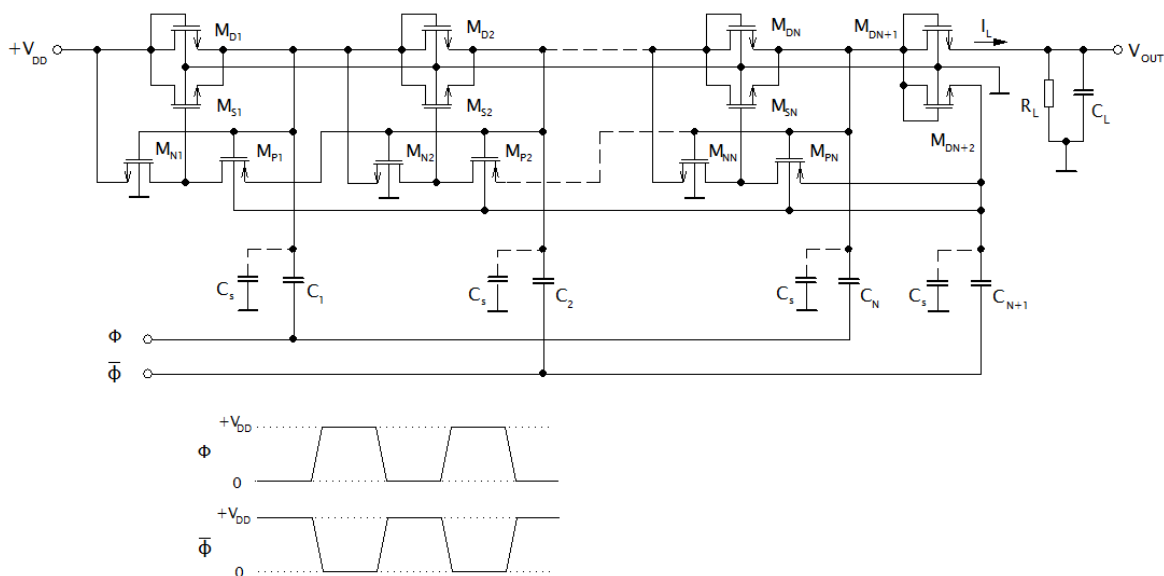 M_D1 M_D2 M_DN M_DN+1 I_L
+V_DD V_OUT
M_S1 M_S2 M_SN R_L C_L
M_N1 M_P1 M_N2 M_P2 M_NN M_PN M_DN+2
C_s C_1 C_s C_2 C_s C_N C_s C_N+1
Φ
Φ̄
+V_DD
Φ
0
+V_DD
Φ̄
0